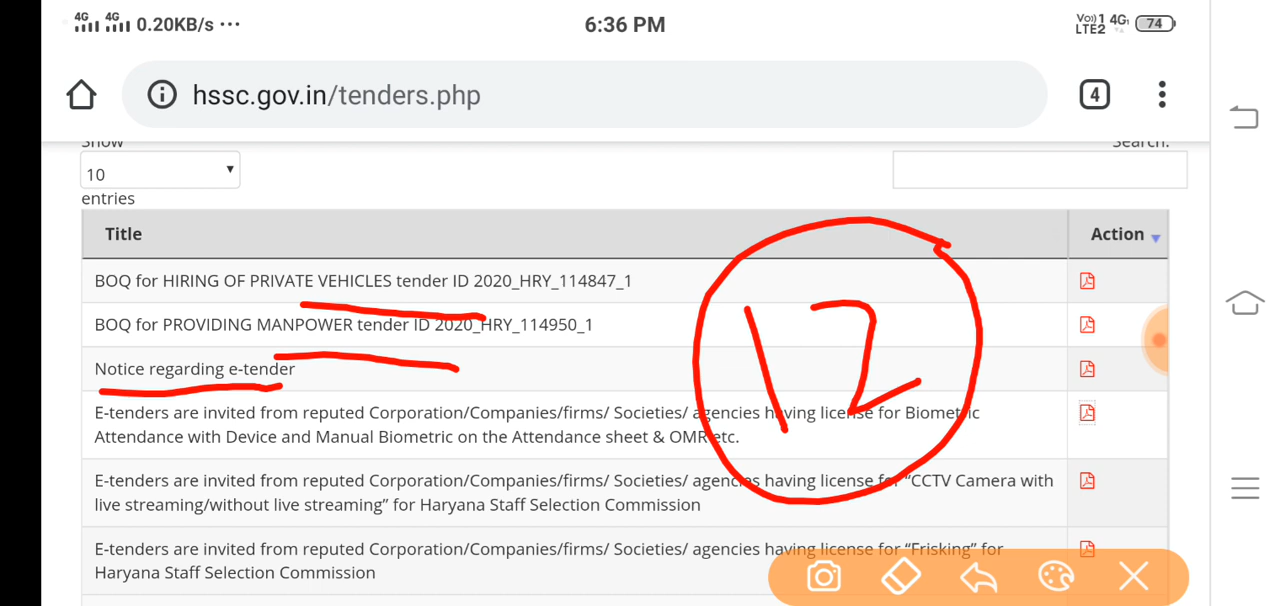 4G 4G 0.20KB/s ...
6:36 PM
Vo)) 1 4G
LTE2
74
hssc.gov.in/tenders.php
4
Show
Search:
10
entries
Title
Action
BOQ for HIRING OF PRIVATE VEHICLES tender ID 2020_HRY_114847_1
BOQ for PROVIDING MANPOWER tender ID 2020_HRY_114950_1
Notice regarding e-tender
E-tenders are invited from reputed Corporation/Companies/firms/ Societies/ agencies having license for Biometric
Attendance with Device and Manual Biometric on the Attendance sheet & OMR etc.
E-tenders are invited from reputed Corporation/Companies/firms/ Societies/ agencies having license for “CCTV Camera with
live streaming/without live streaming” for Haryana Staff Selection Commission
E-tenders are invited from reputed Corporation/Companies/firms/ Societies/ agencies having license for “Frisking” for
Haryana Staff Selection Commission
12